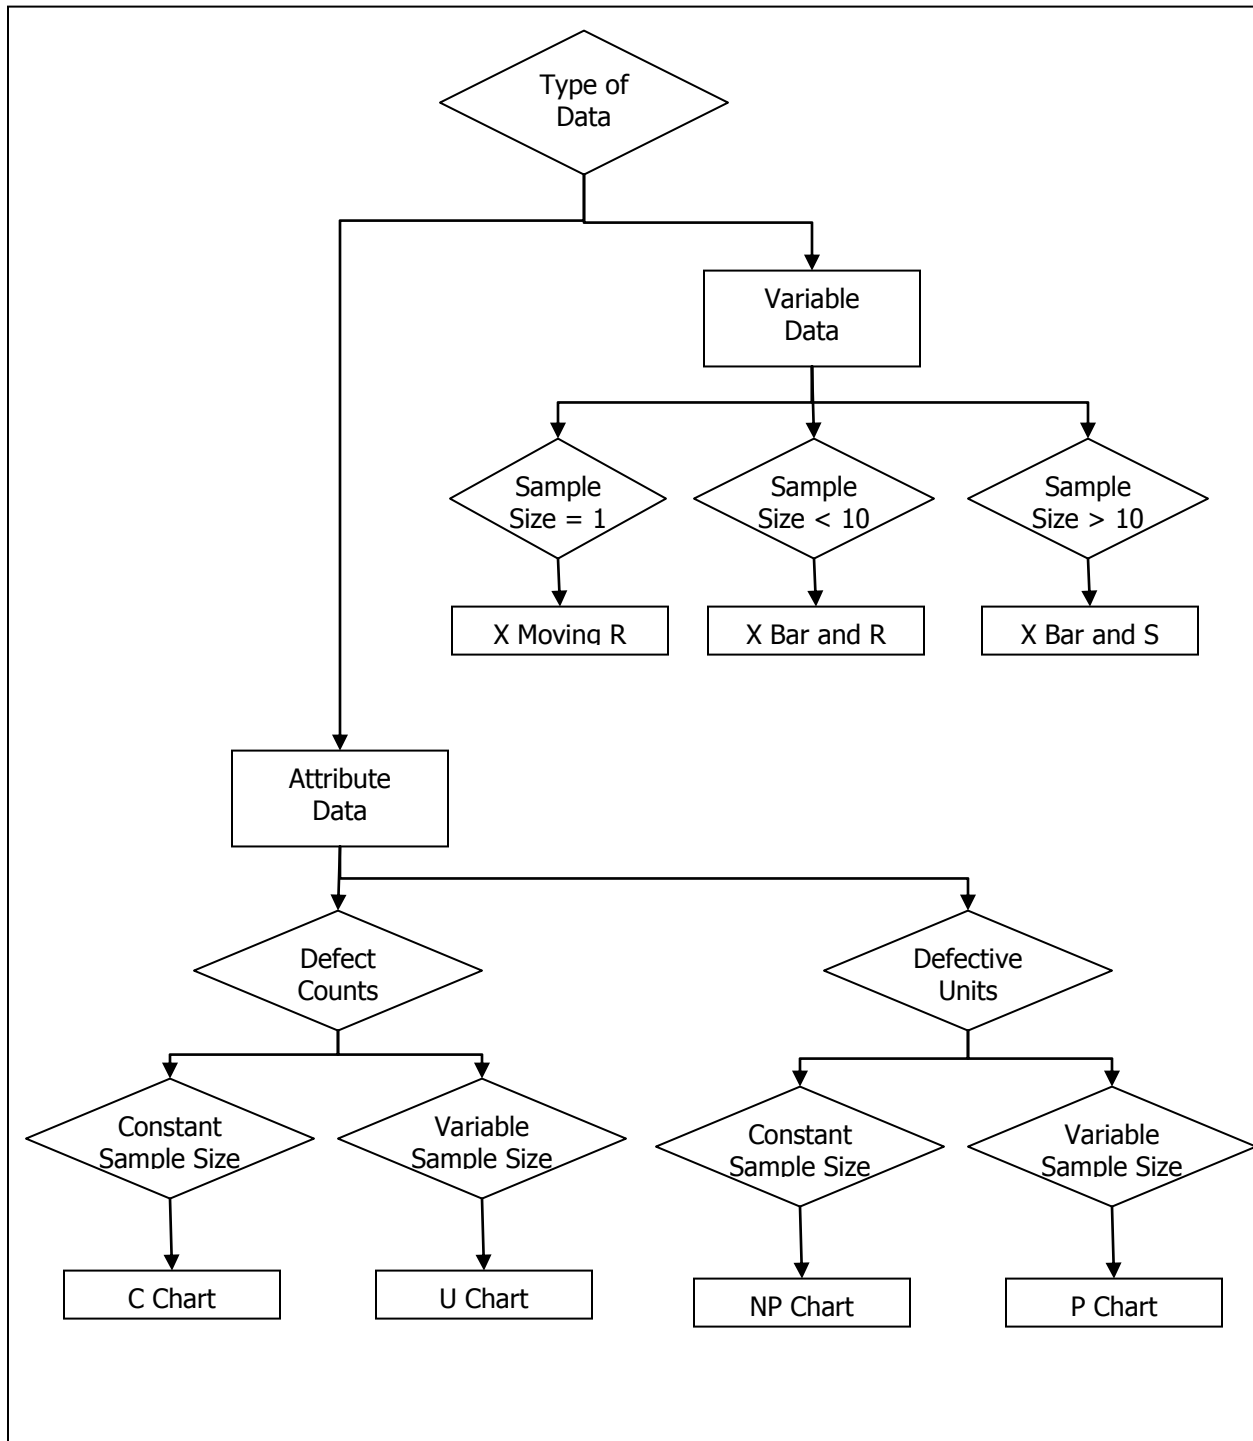 Type of
Data
Variable
Data
Sample
Size = 1
Sample
Size < 10
Sample
Size > 10
X Moving R
X Bar and R
X Bar and S
Attribute
Data
Defect
Counts
Defective
Units
Constant
Sample Size
Variable
Sample Size
Constant
Sample Size
Variable
Sample Size
C Chart
U Chart
NP Chart
P Chart